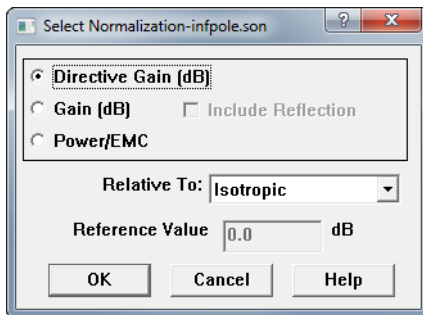 Select Normalization-infpole.son
Directive Gain (dB)
Gain (dB) Include Reflection
Power/EMC
Relative To: Isotropic
Reference Value 0.0 dB
OK Cancel Help